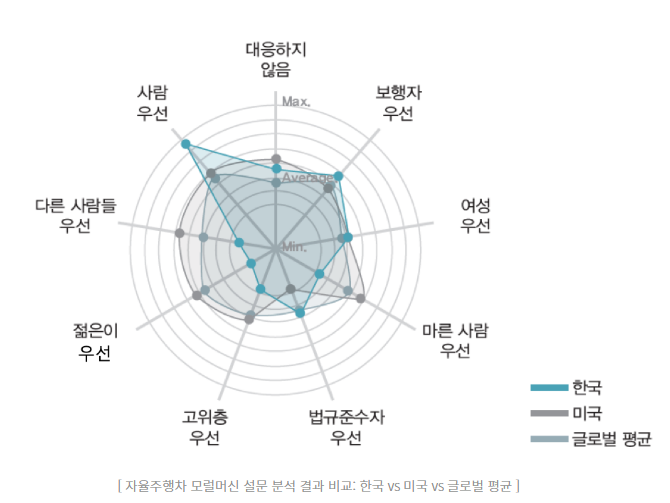 대응하지
않음
사람
우선
보행자
우선
Max.
Average
다른 사람들
우선
여성
우선
Min.
젊은이
우선
마른 사람
우선
고위층
우선
법규준수자
우선
한국
미국
글로벌 평균
[ 자율주행차 모럴머신 설문 분석 결과 비교: 한국 vs 미국 vs 글로벌 평균 ]